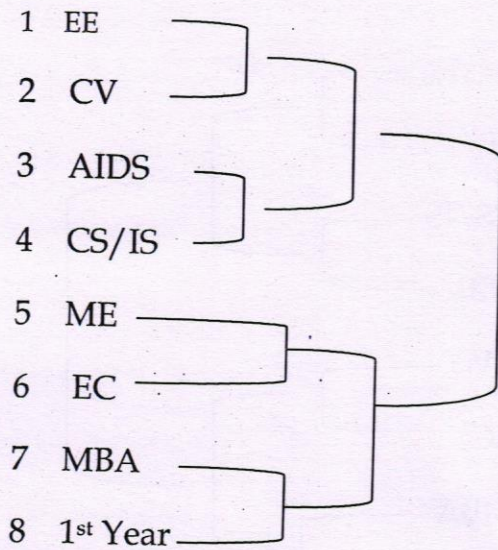 1 EE
2 CV
3 AIDS
4 CS/IS
5 ME
6 EC
7 MBA
8 1st Year